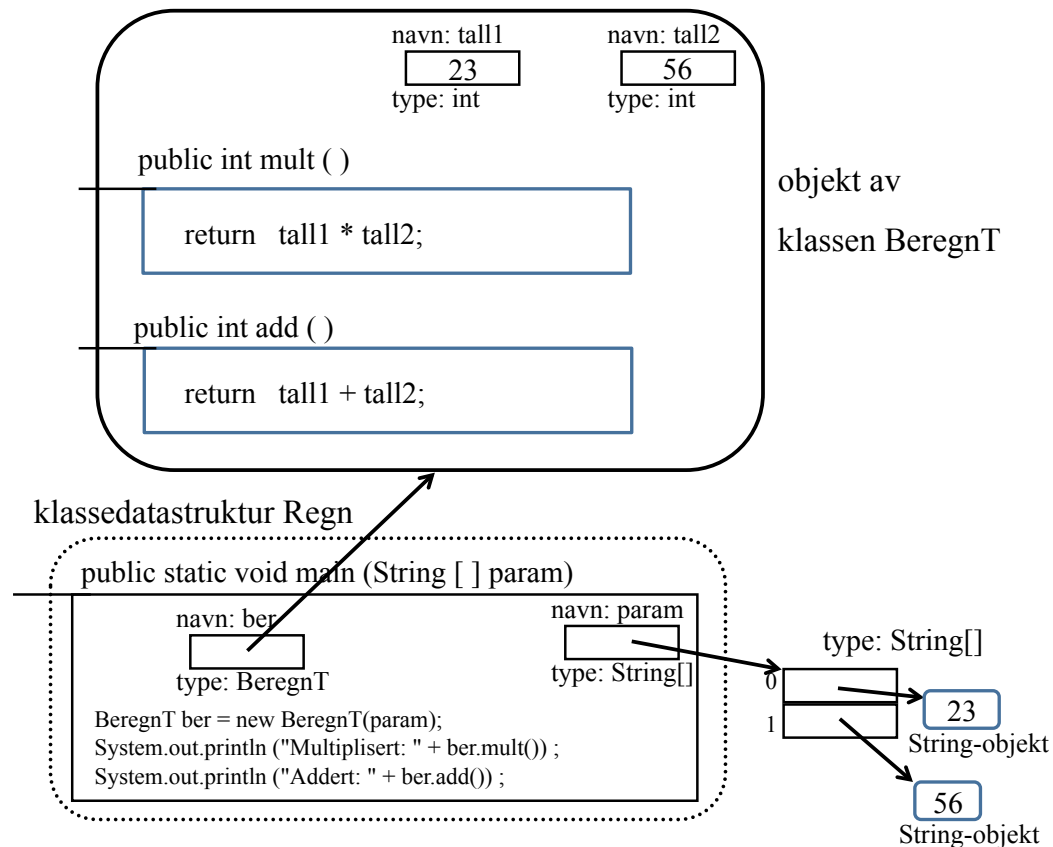 navn: tall1
23
type: int
navn: tall2
56
type: int
public int mult ( )
return tall1 * tall2;
public int add ( )
return tall1 + tall2;
objekt av
klassen BeregnT
klassedatastruktur Regn
public static void main (String [ ] param)
navn: ber
type: BeregnT
navn: param
type: String[]
BeregnT ber = new BeregnT(param);
System.out.println ("Multiplisert: " + ber.mult()) ;
System.out.println ("Addert: " + ber.add()) ;
type: String[]
0
1
23
String-objekt
56
String-objekt